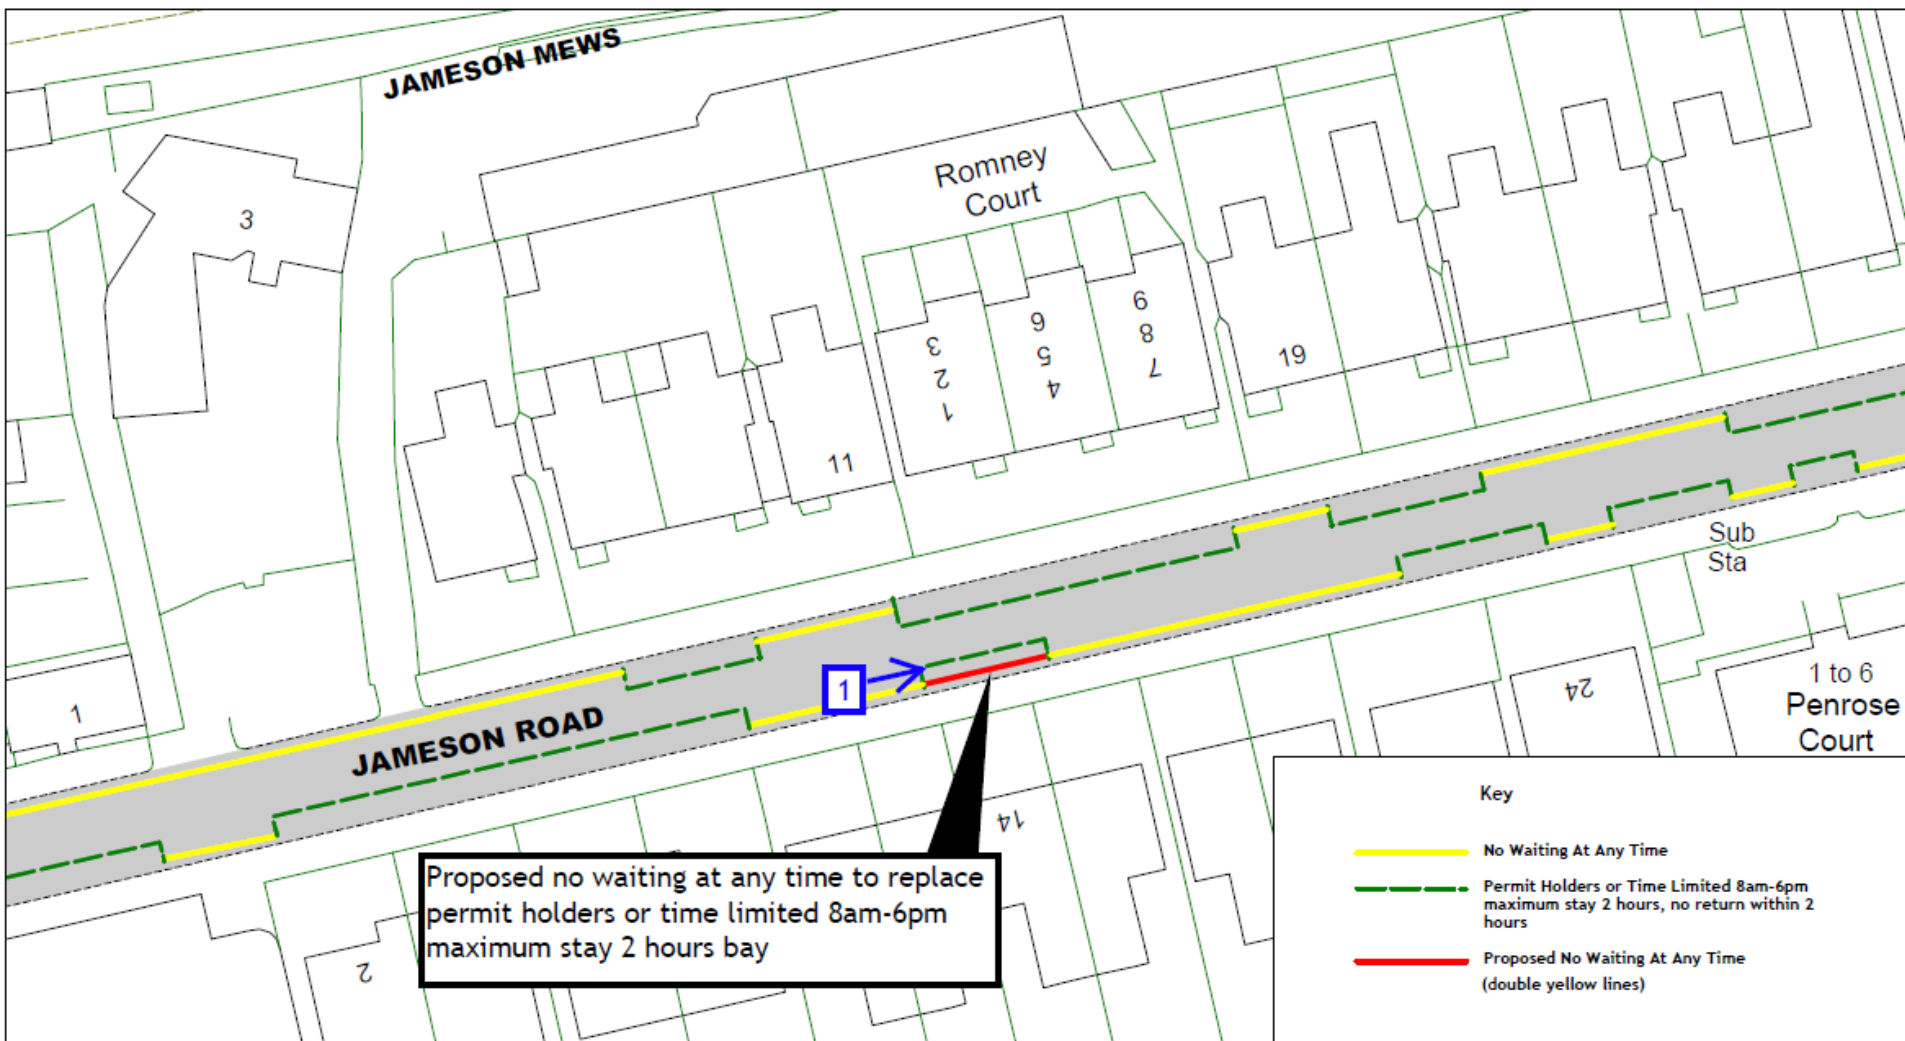 JAMESON MEWS
Romney
Court
3
3
2
1
6
5
4
9
8
7
19
11
Sub
Sta
1
1
JAMESON ROAD
24
1 to 6
Penrose
Court
14
2
Proposed no waiting at any time to replace
permit holders or time limited 8am-6pm
maximum stay 2 hours bay
Key
No Waiting At Any Time
Permit Holders or Time Limited 8am-6pm
maximum stay 2 hours, no return within 2
hours
Proposed No Waiting At Any Time
(double yellow lines)